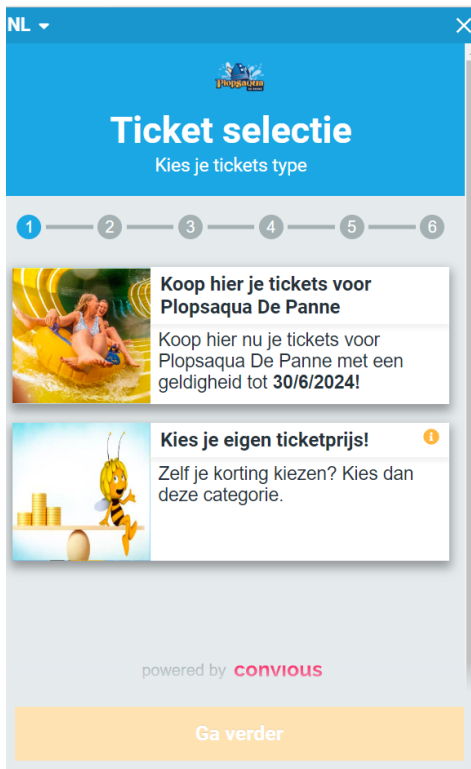 NL
Plopsaqua
Ticket selectie
Kies je tickets type
1 2 3 4 5 6
Koop hier je tickets voor
Plopsaqua De Panne
Koop hier nu je tickets voor
Plopsaqua De Panne met een
geldigheid tot 30/6/2024!
Kies je eigen ticketprijs!
Zelf je korting kiezen? Kies dan
deze categorie.
powered by convious
Ga verder